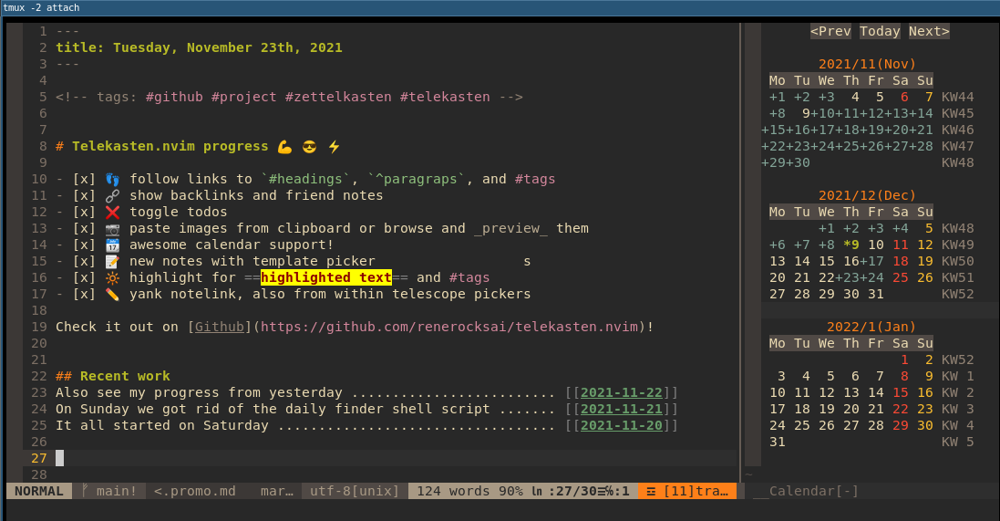 tmux -2 attach
1 ---
2 title: Tuesday, November 23th, 2021
3 ---
4
5 <!-- tags: #github #project #zettelkasten #telekasten -->
6
7
8 # Telekasten.nvim progress 💪 😎 ⚡
9
10 - [x] 👣 follow links to `#headings`, `^paragraps`, and #tags
11 - [x] 🔗 show backlinks and friend notes
12 - [x] ❌ toggle todos
13 - [x] 📷 paste images from clipboard or browse and _preview_ them
14 - [x] 📆 awesome calendar support!
15 - [x] 📝 new notes with template picker s
16 - [x] 🔆 highlight for ==highlighted text== and #tags
17 - [x] ✏️ yank notelink, also from within telescope pickers
18
19 Check it out on [Github](https://github.com/renerocksai/telekasten.nvim)!
20
21
22 ## Recent work
23 Also see my progress from yesterday ......................... [[2021-11-22]]
24 On Sunday we got rid of the daily finder shell script ....... [[2021-11-21]]
25 It all started on Saturday .................................. [[2021-11-20]]
26
27
28
NORMAL main! <.promo.md mar… utf-8[unix] 124 words 90% ㏑:27/30☰℅:1 ☲ [11]tra…
<Prev Today Next>
2021/11(Nov)
Mo Tu We Th Fr Sa Su
+1 +2 +3 4 5 6 7 KW44
+8 9+10+11+12+13+14 KW45
+15+16+17+18+19+20+21 KW46
+22+23+24+25+26+27+28 KW47
+29+30 KW48
2021/12(Dec)
Mo Tu We Th Fr Sa Su
+1 +2 +3 +4 5 KW48
+6 +7 +8 *9 10 11 12 KW49
13 14 15 16+17 18 19 KW50
20 21 22+23+24 25 26 KW51
27 28 29 30 31 KW52
2022/1(Jan)
Mo Tu We Th Fr Sa Su
1 2 KW52
3 4 5 6 7 8 9 KW 1
10 11 12 13 14 15 16 KW 2
17 18 19 20 21 22 23 KW 3
24 25 26 27 28 29 30 KW 4
31 KW 5
~
__Calendar[-]